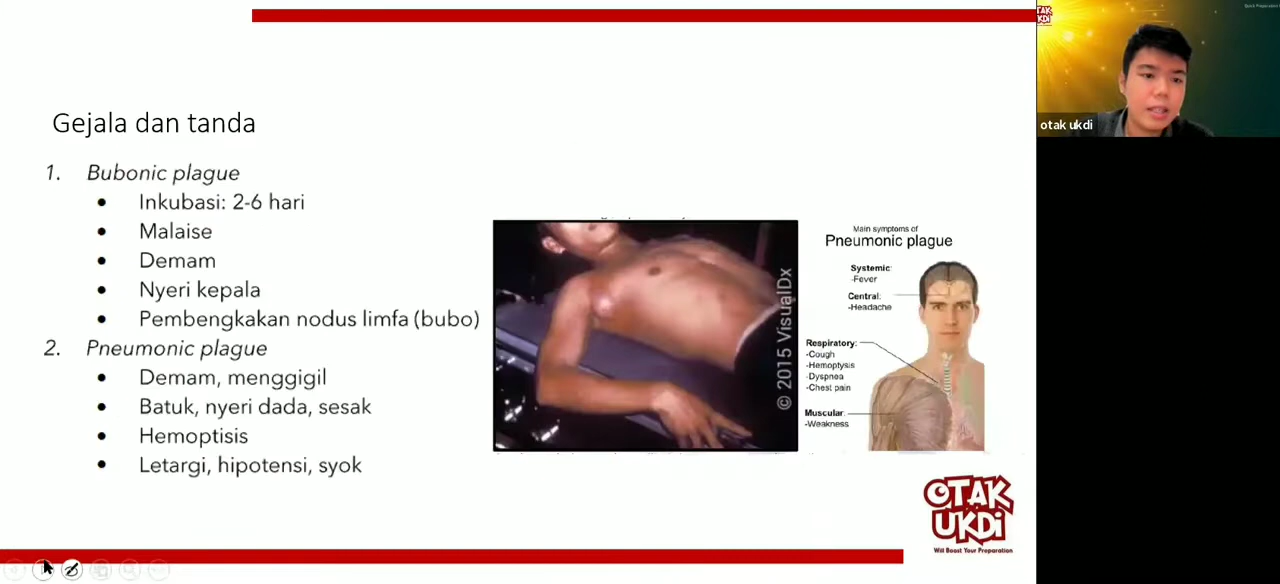 Gejala dan tanda
1. Bubonic plague
• Inkubasi: 2-6 hari
• Malaise
• Demam
• Nyeri kepala
• Pembengkakan nodus limfa (bubo)
2. Pneumonic plague
• Demam, menggigil
• Batuk, nyeri dada, sesak
• Hemoptisis
• Letargi, hipotensi, syok
© 2015 VisualDx
Main symptoms of
Pneumonic plague
Systemic:
-Fever
Central:
-Headache
Respiratory:
-Cough
-Hemoptysis
-Dyspnea
-Chest pain
Muscular:
-Weakness
OTAK
UKDI
Will Boost Your Preparation
otak ukdi